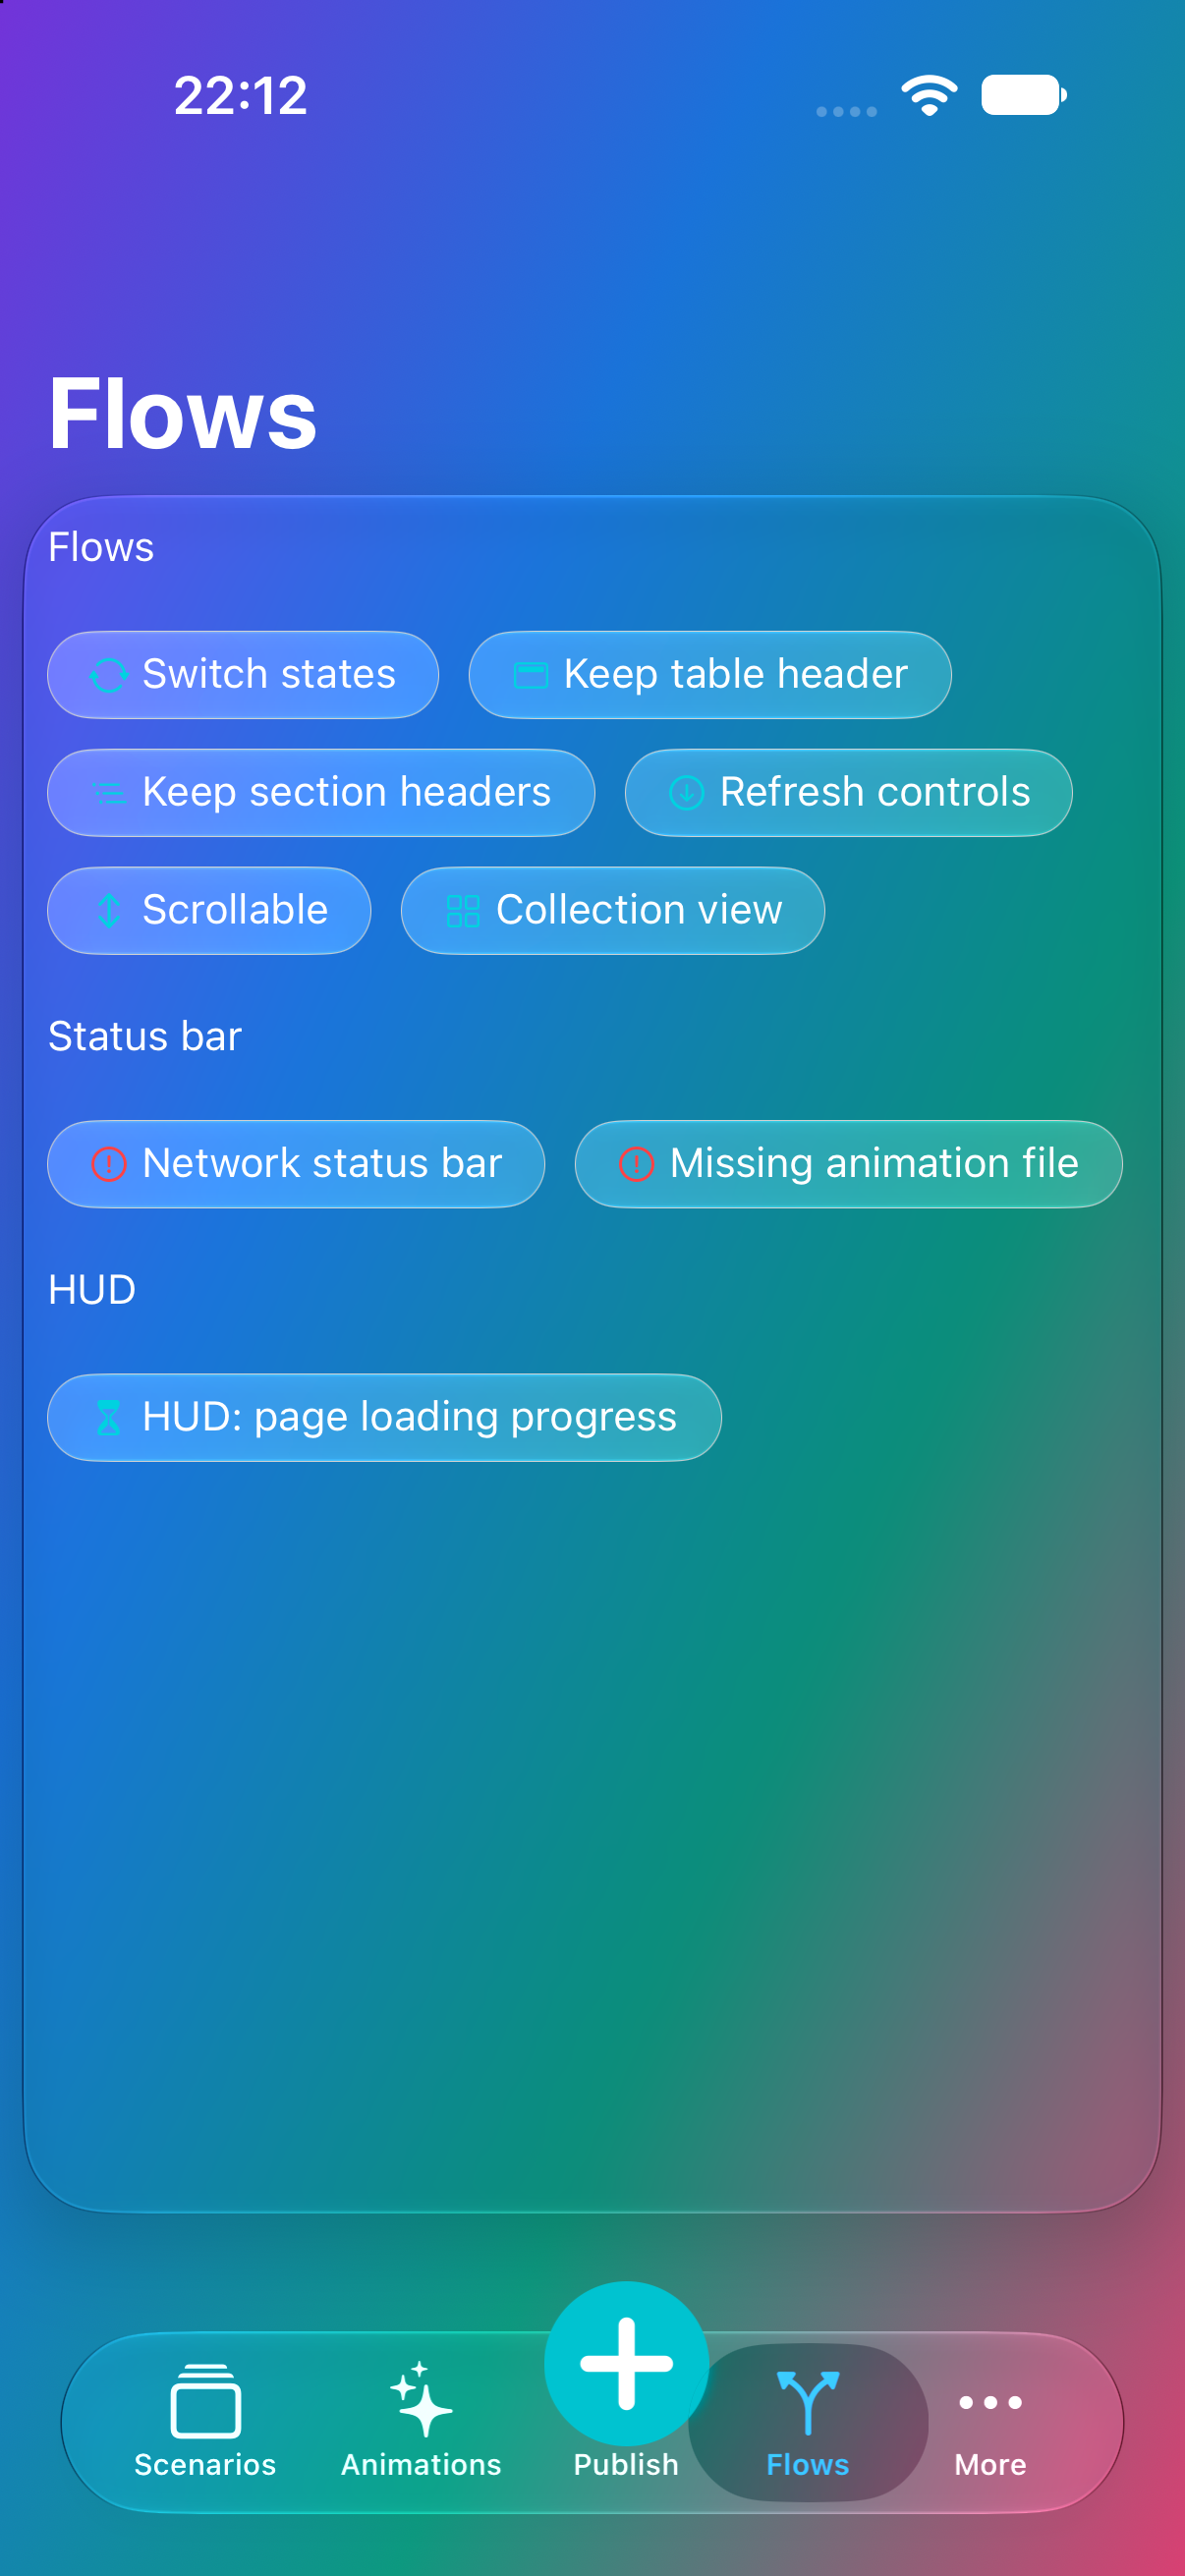 22:12
Flows
Flows
Switch states
Keep table header
Keep section headers
Refresh controls
Scrollable
Collection view
Status bar
Network status bar
Missing animation file
HUD
HUD: page loading progress
Scenarios
Animations
Publish
Flows
More